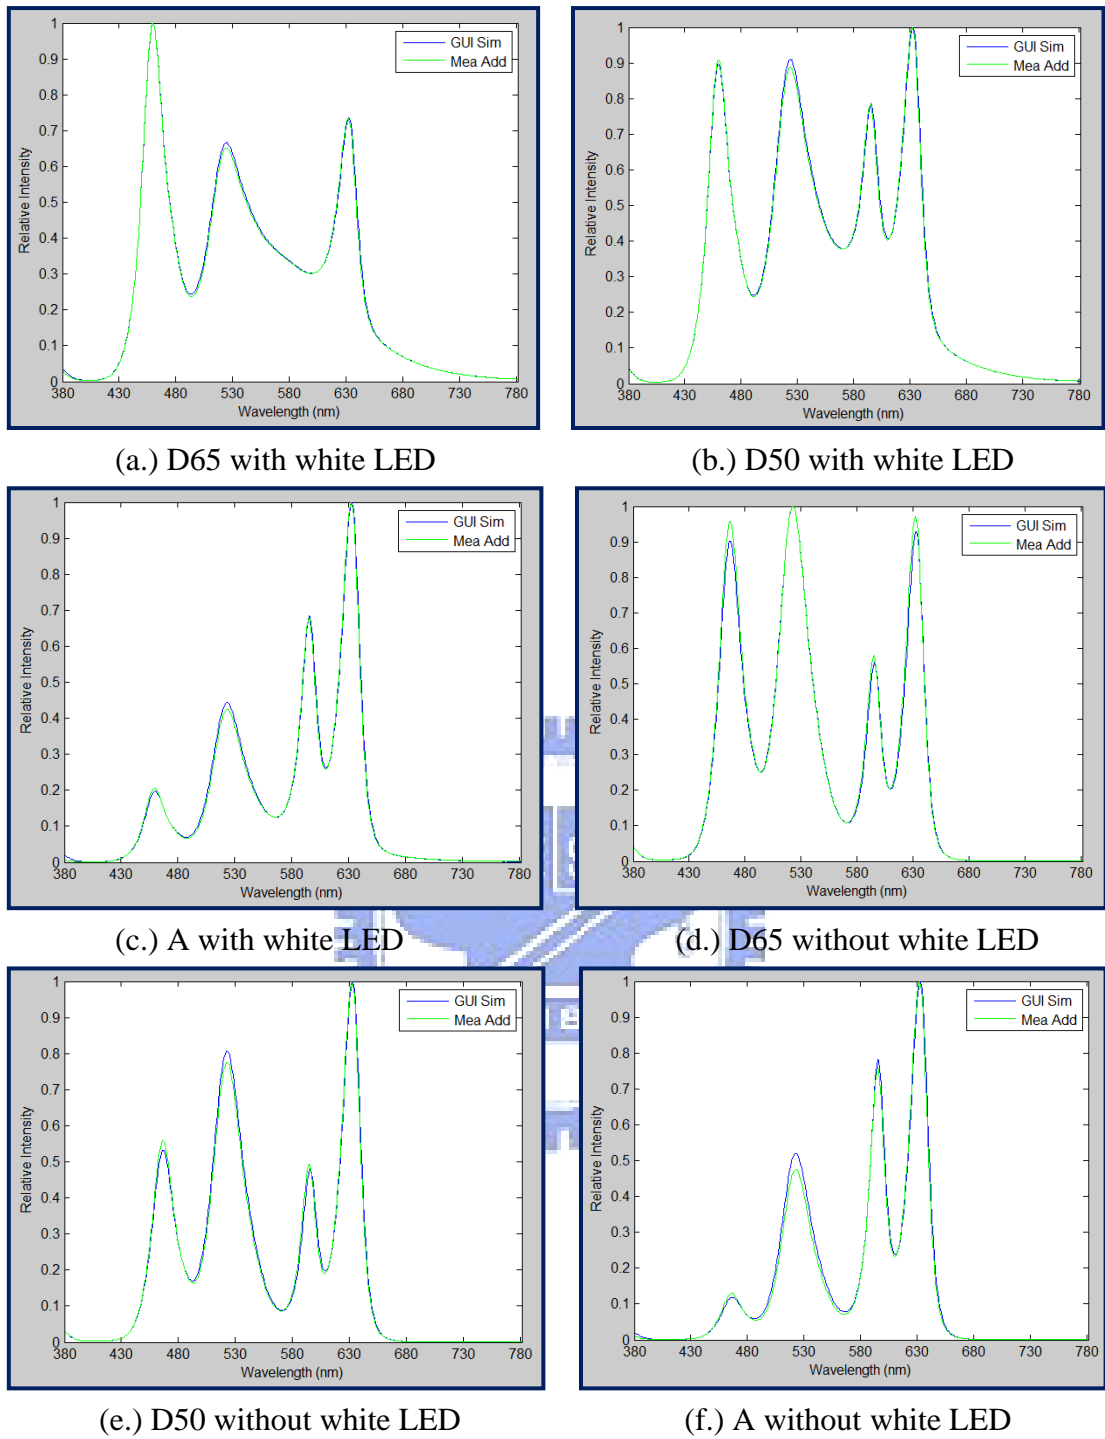 1
0.9
0.8
0.7
0.6
0.5
0.4
0.3
0.2
0.1
0
380 430 480 530 580 630 680 730 780
Relative Intensity
Wavelength (nm)
GUI Sim
Mea Add
(a.) D65 with white LED
1
0.9
0.8
0.7
0.6
0.5
0.4
0.3
0.2
0.1
0
380 430 480 530 580 630 680 730 780
Relative Intensity
Wavelength (nm)
GUI Sim
Mea Add
(b.) D50 with white LED
1
0.9
0.8
0.7
0.6
0.5
0.4
0.3
0.2
0.1
0
380 430 480 530 580 630 680 730 780
Relative Intensity
Wavelength (nm)
GUI Sim
Mea Add
(c.) A with white LED
1
0.9
0.8
0.7
0.6
0.5
0.4
0.3
0.2
0.1
0
380 430 480 530 580 630 680 730 780
Relative Intensity
Wavelength (nm)
GUI Sim
Mea Add
(d.) D65 without white LED
1
0.9
0.8
0.7
0.6
0.5
0.4
0.3
0.2
0.1
0
380 430 480 530 580 630 680 730 780
Relative Intensity
Wavelength (nm)
GUI Sim
Mea Add
(e.) D50 without white LED
1
0.9
0.8
0.7
0.6
0.5
0.4
0.3
0.2
0.1
0
380 430 480 530 580 630 680 730 780
Relative Intensity
Wavelength (nm)
GUI Sim
Mea Add
(f.) A without white LED